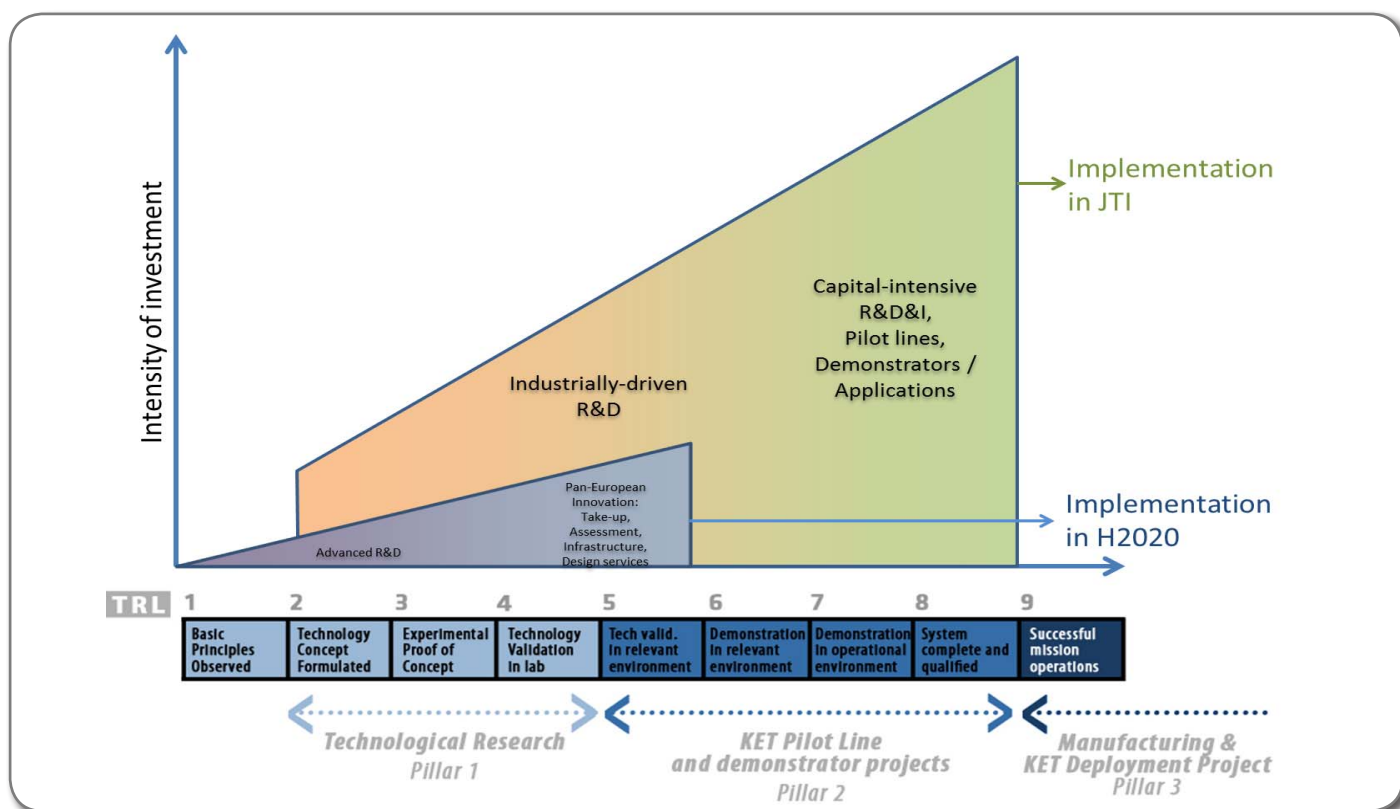 Intensity of investment
Implementation
in JTI
Capital-intensive
R&D&I,
Pilot lines,
Demonstrators /
Applications
Industrially-driven
R&D
Pan-European
Innovation:
Take-up,
Assessment,
Infrastructure,
Design services
Advanced R&D
Implementation
in H2020
TRL 1 2 3 4 5 6 7 8 9
Basic
Principles
Observed
Technology
Concept
Formulated
Experimental
Proof of
Concept
Technology
Validation
in lab
Tech valid.
in relevant
environment
Demonstration
in relevant
environment
Demonstration
in operational
environment
System
complete and
qualified
Successful
mission
operations
Technological Research
Pillar 1
KET Pilot Line
and demonstrator projects
Pillar 2
Manufacturing &
KET Deployment Project
Pillar 3